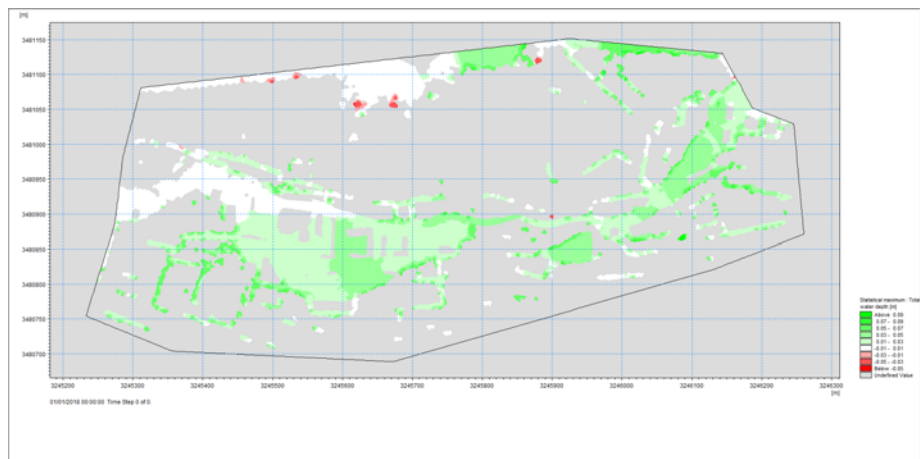 [m]
3481150
3481100
3481050
3481000
3480950
3480900
3480850
3480800
3480750
3480700
3245200 3245300 3245400 3245500 3245600 3245700 3245800 3245900 3246000 3246100 3246200 3246300
[m]
01/01/2018 00:00:00 Time Step 0 of 0.
Statistical maximum : Total
water depth [m]
Above 0.09
0.07 - 0.09
0.05 - 0.07
0.03 - 0.05
0.01 - 0.03
-0.01 - 0.01
-0.03 - -0.01
-0.05 - -0.03
Below -0.05
Undefined Value